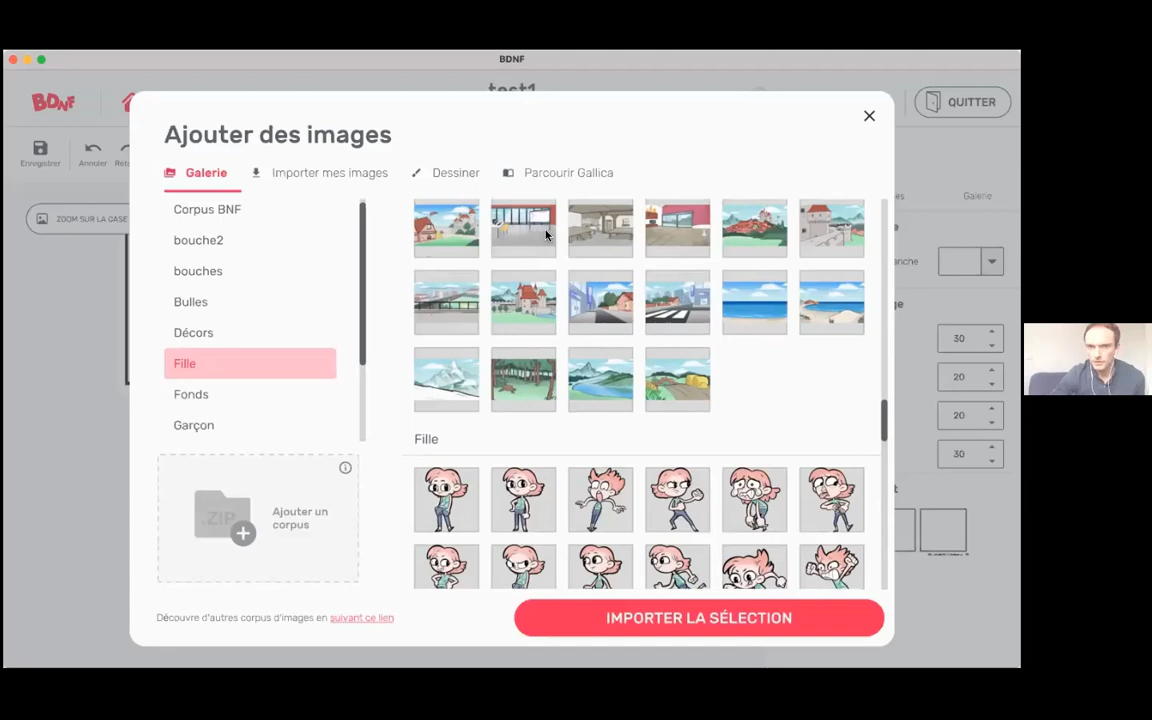 BDNF
BDNF
test1
QUITTER
Enregistrer
Annuler
ZOOM SUR LA CASE
Galerie
Ajouter des images
Galerie
Importer mes images
Dessiner
Parcourir Gallica
Corpus BNF
bouche2
bouches
Bulles
Décors
Fille
Fonds
Garçon
.ZIP
Ajouter un
corpus
Fille
Découvre d'autres corpus d'images en suivant ce lien
IMPORTER LA SÉLECTION
30
20
20
30